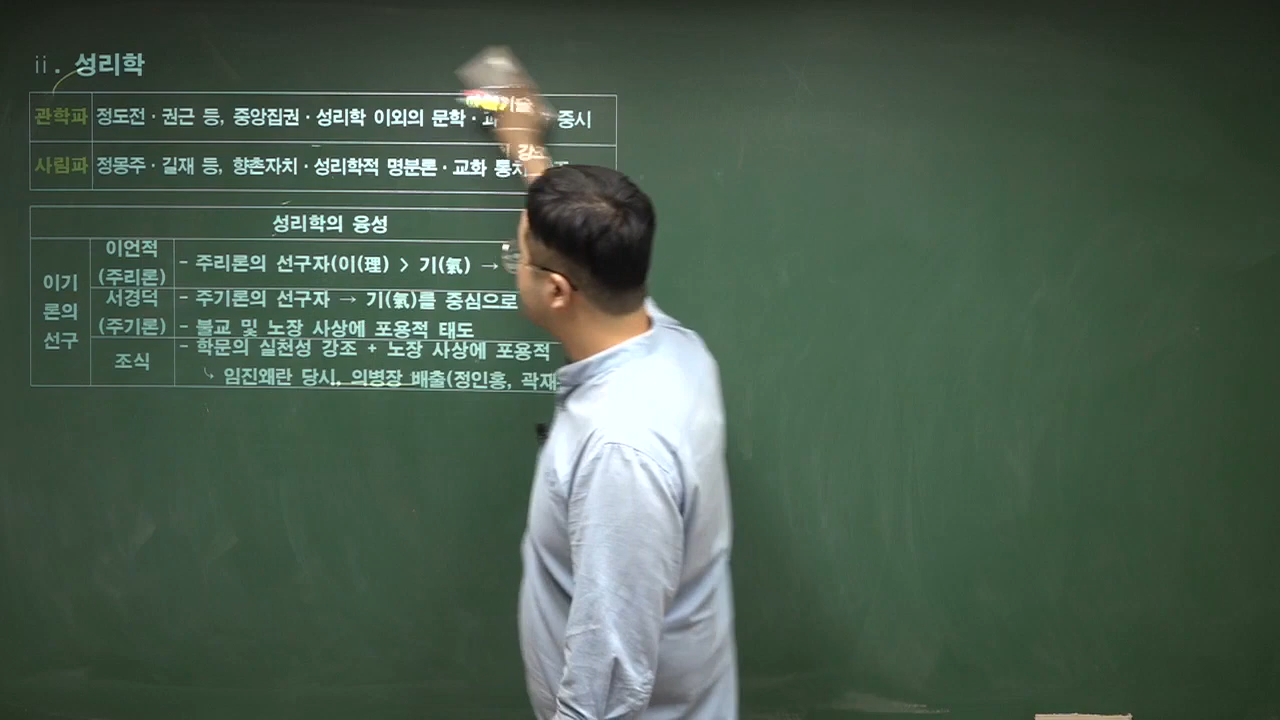 ii. 성리학
관학파 정도전·권근 등, 중앙집권·성리학 이외의 문학· 중시
사림파 정몽주·길재 등, 향촌자치·성리학적 명분론·교화
성리학의 융성
이기론의 선구
이언적(주리론) - 주리론의 선구자(이(理) > 기(氣) →
서경덕(주기론) - 주기론의 선구자 → 기(氣)를 중심으로
- 불교 및 노장 사상에 포용적 태도
조식 - 학문의 실천성 강조 + 노장 사상에 포용적
↳ 임진왜란 당시, 의병장 배출(정인홍,